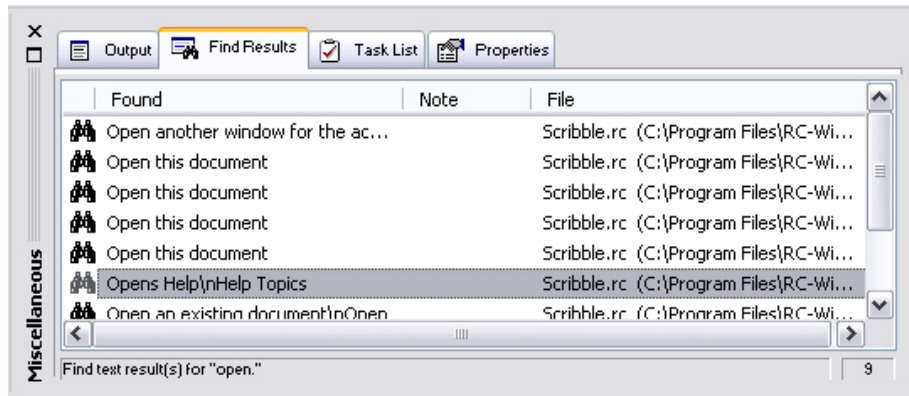 Output Find Results Task List Properties
Found Note File
Open another window for the ac... Scribble.rc (C:\Program Files\RC-Wi...
Open this document Scribble.rc (C:\Program Files\RC-Wi...
Open this document Scribble.rc (C:\Program Files\RC-Wi...
Open this document Scribble.rc (C:\Program Files\RC-Wi...
Open this document Scribble.rc (C:\Program Files\RC-Wi...
Opens Help\nHelp Topics Scribble.rc (C:\Program Files\RC-Wi...
Open an existing document\nOpen Scribble.rc (C:\Program Files\RC-Wi...
Miscellaneous
Find text result(s) for "open." 9